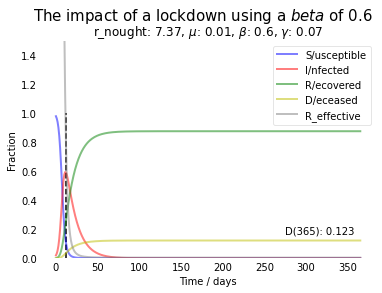 The impact of a lockdown using a beta of 0.6
r_nought: 7.37, μ: 0.01, β: 0.6, γ: 0.07
S/usceptible
I/nfected
R/ecovered
D/eceased
R_effective
1.4
1.2
1.0
0.8
0.6
0.4
0.2
0.0
Fraction
D(365): 0.123
0 50 100 150 200 250 300 350
Time / days